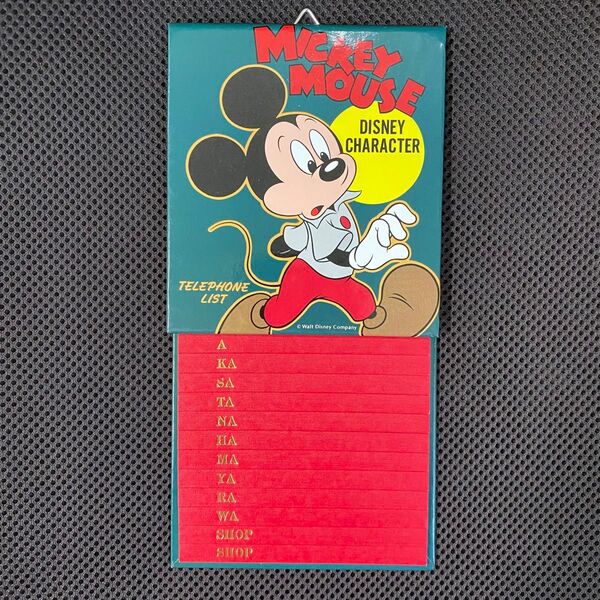 MICKEY
MOUSE
DISNEY
CHARACTER
TELEPHONE
LIST
© Walt Disney Company
A
KA
SA
TA
NA
HA
MA
YA
RA
WA
SHOP
SHOP